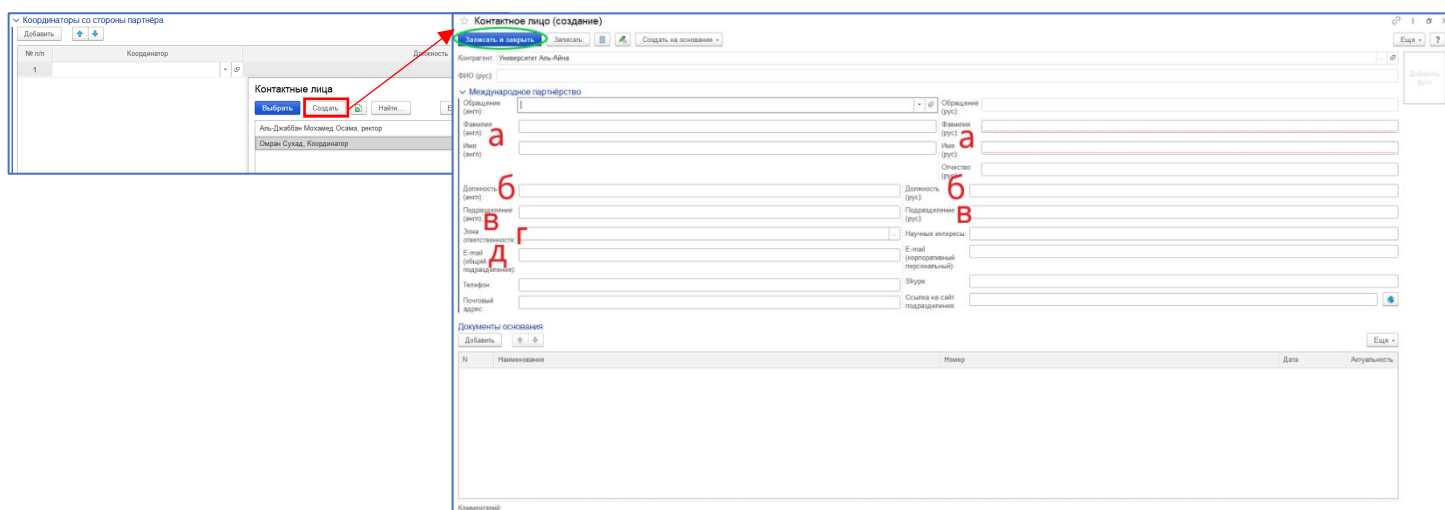 Координаторы со стороны партнёра
Добавить
№ п/п Координатор Должность
1
Контактные лица
Выбрать Создать Найти...
Аль-Джаббан Мохамед Осама, ректор
Омран Сухад, Координатор
Контактное лицо (создание)
Записать и закрыть Записать Создать на основании Еще ?
Контрагент: Университет Аль-Айна
ФИО (рус):
Добавить фото
Международное партнёрство
Обращение (англ): Обращение (рус):
Фамилия (англ): Фамилия (рус):
а а
Имя (англ): Имя (рус):
Отчество (рус):
Должность (англ): б Должность (рус): б
Подразделение (англ): в Подразделение (рус): в
Зона ответственности: г Научные интересы:
E-mail (общий подразделения): д E-mail (корпоративный персональный):
Телефон: Skype:
Почтовый адрес: Ссылка на сайт подразделения:
Документы основания
Добавить Еще
N Наименование Номер Дата Актуальность
Комментарий: